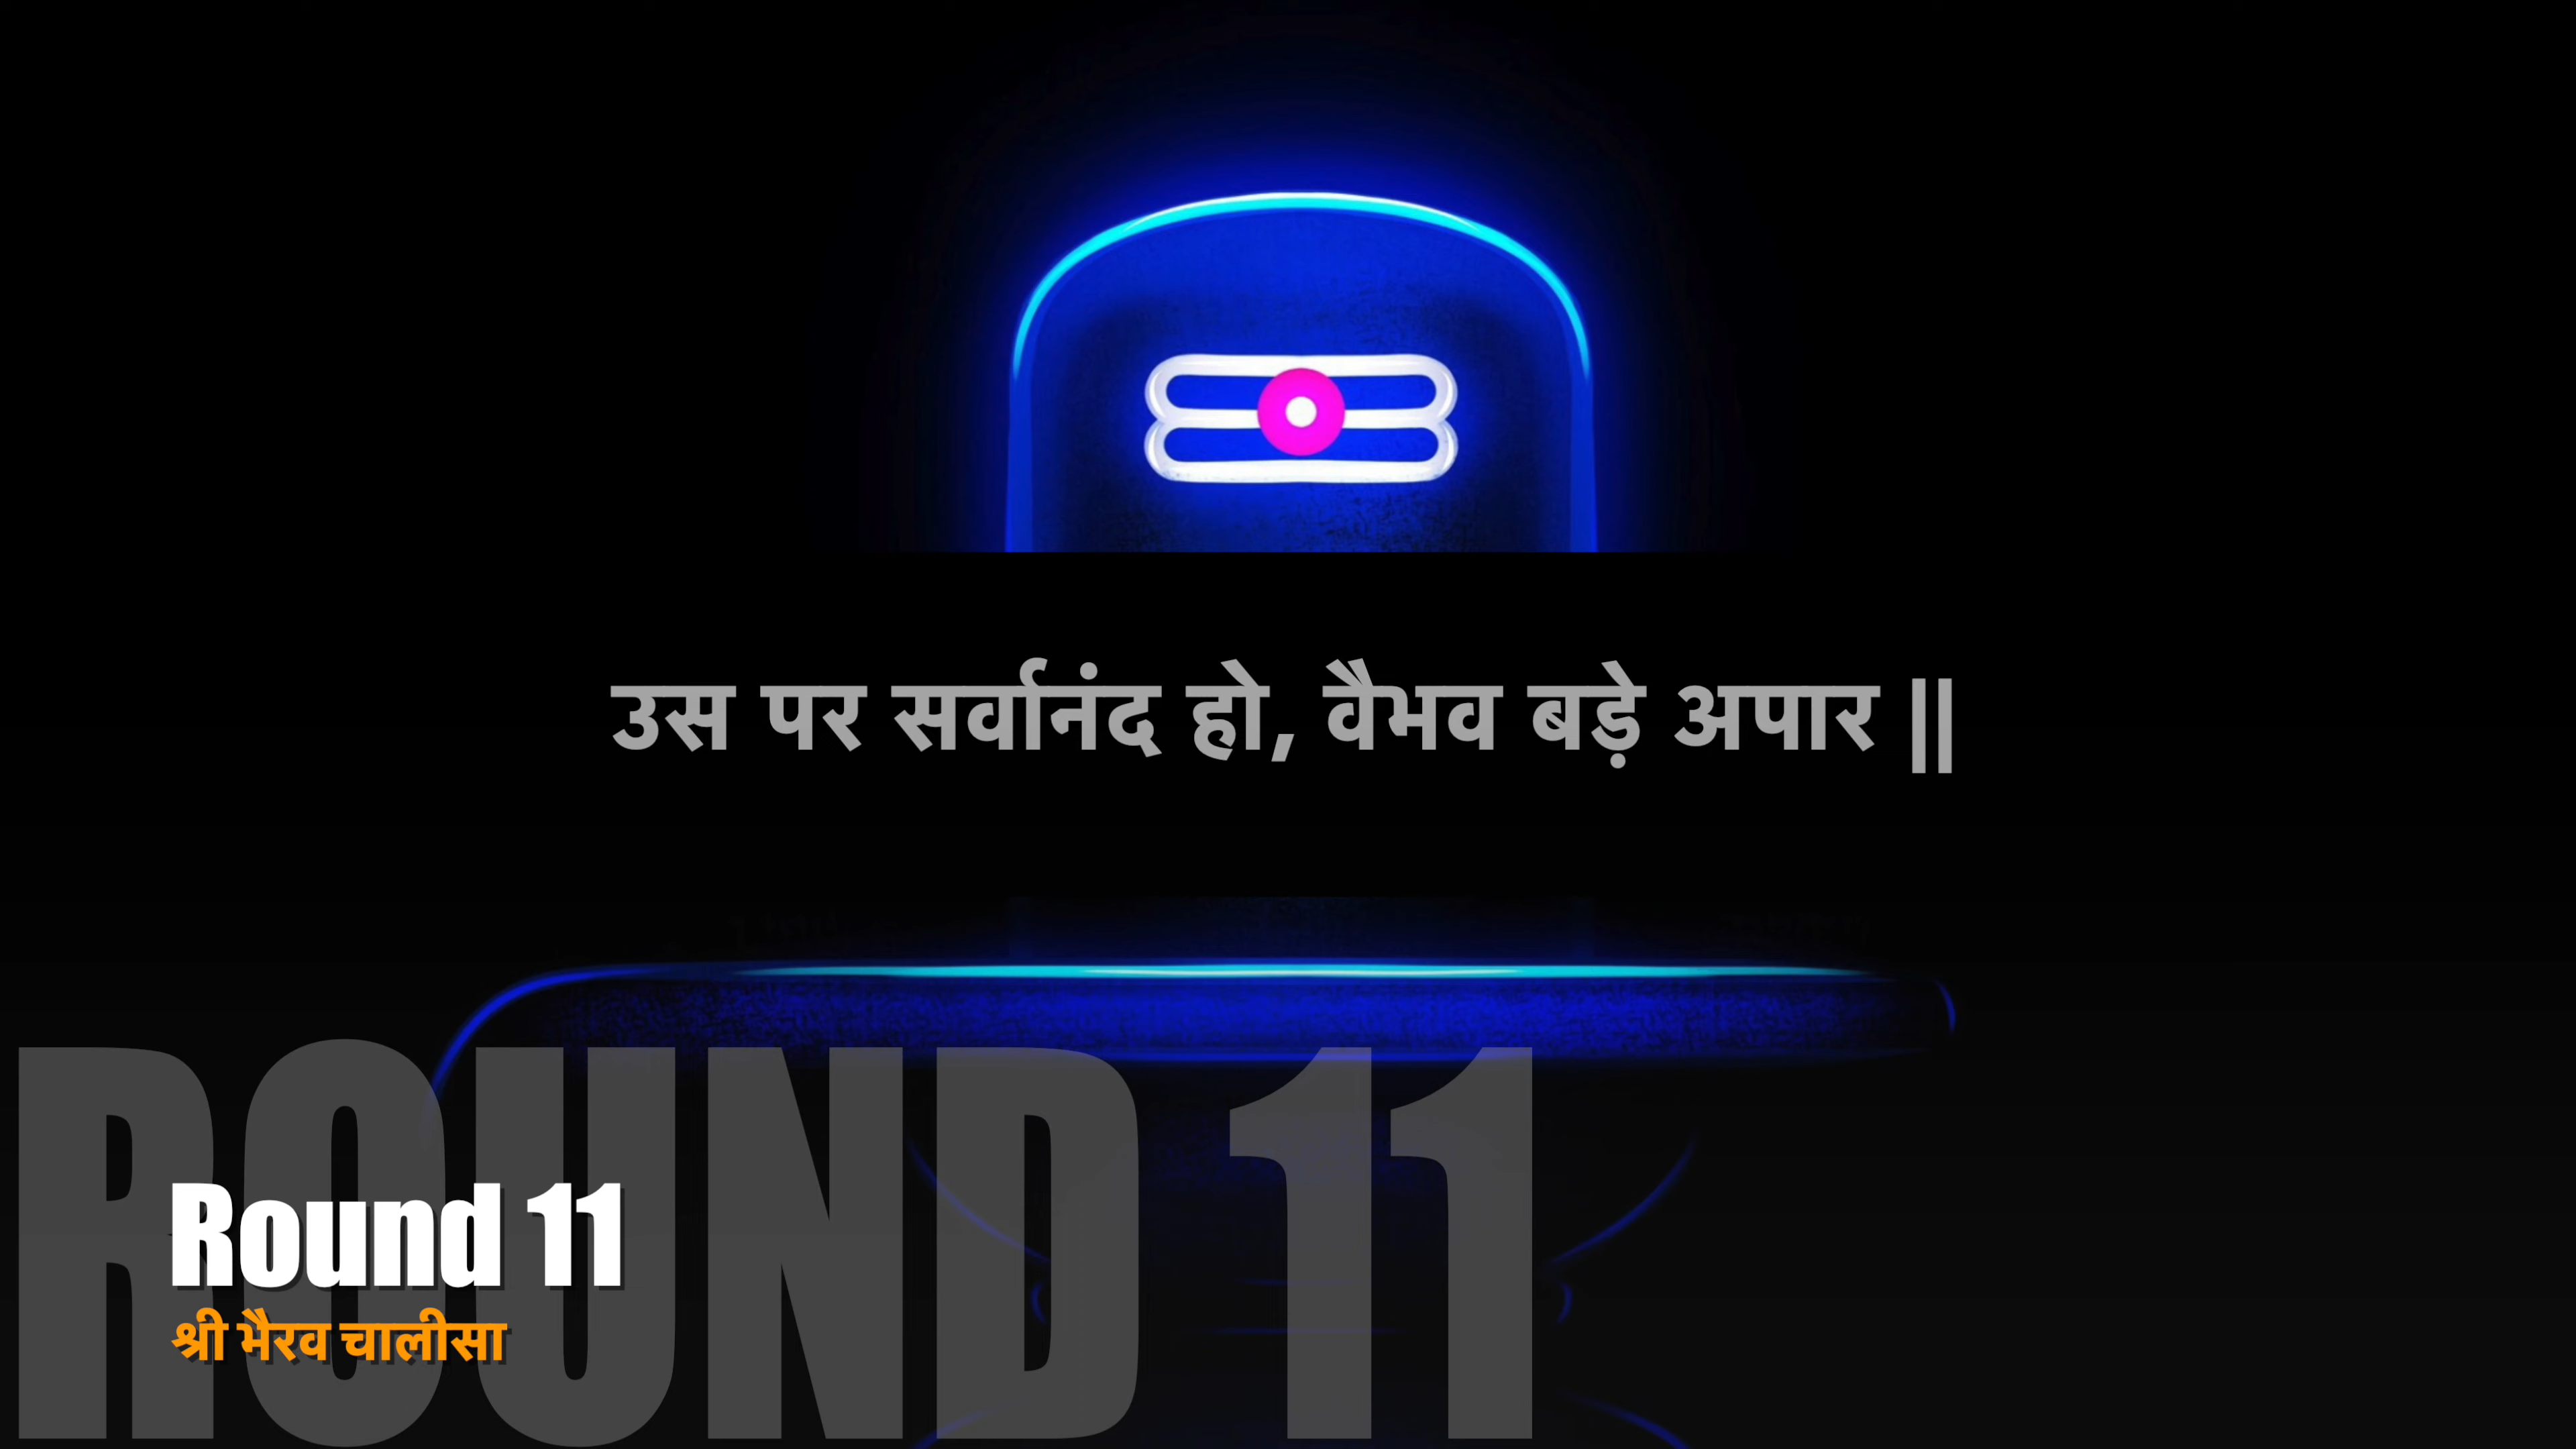 उस पर सर्वानंद हो, वैभव बड़े अपार ||
ROUND 11
Round 11
श्री भैरव चालीसा